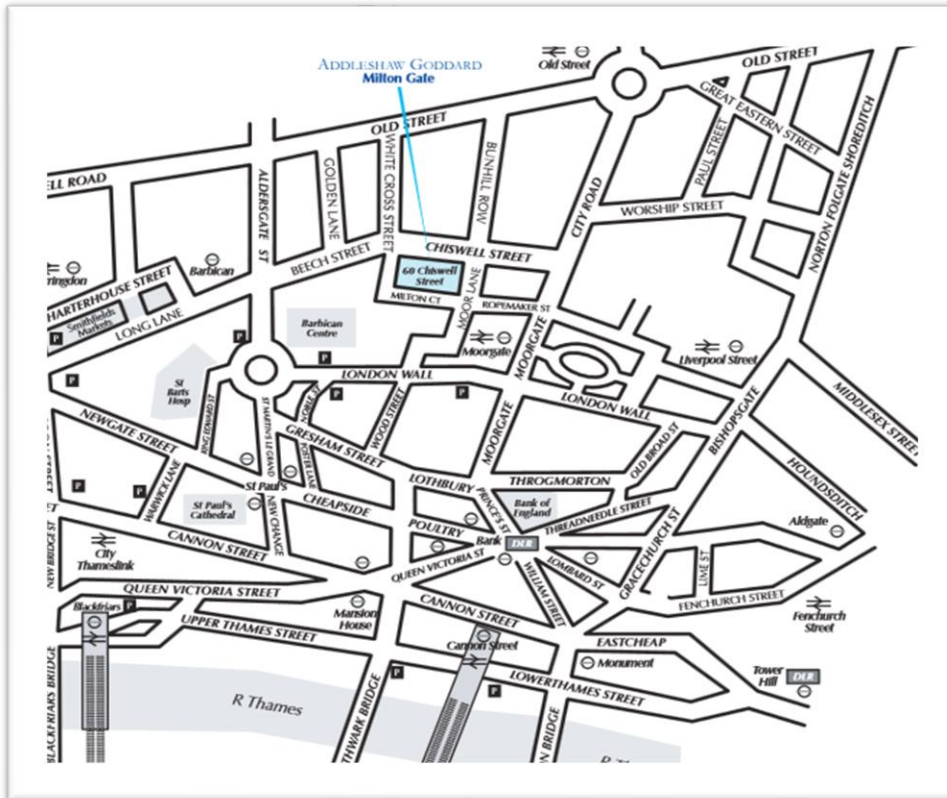 Old Street
OLD STREET
ADDLESHAW GODDARD
Milton Gate
GREAT EASTERN STREET
OLD STREET
WHITE CROSS STREET
BUNHILL ROW
PAUL STREET
NORTON FOLGATE SHOREDITCH
ELL ROAD
ALDERSGATE ST
GOLDEN LANE
CITY ROAD
WORSHIP STREET
BEECH STREET
CHISWELL STREET
Barbican
ringdon
60 Chiswell
Street
HARTERHOUSE STREET
MILTON CT
MOOR LANE
ROPEMAKER ST
Smithfields
Markets
LONG LANE
Barbican
Centre
Moorgate
MOORGATE
Liverpool Street
P
P
P
P
LONDON WALL
P
P
St
Barts
Hosp
LONDON WALL
MIDDLESEX STREET
KING EDWARD ST
ST MARTIN'S LE GRAND
NOBLE ST
WOOD STREET
MOORGATE
BISHOPSGATE
NEWGATE STREET
GRESHAM STREET
OLD BROAD ST
FOSTER LANE
HOUNDSDITCH
LOTHBURY
THROGMORTON
P
P
WARWICK LANE
St Paul's
St Paul's
Cathedral
NEW CHANGE
CHEAPSIDE
PRINCE'S ST
Bank of
England
THREADNEEDLE STREET
POULTRY
Bank
DLR
Aldgate
NEW BRIDGE ST
City
Thameslink
CANNON STREET
QUEEN VICTORIA ST
LOMBARD ST
GRACECHURCH ST
LIME ST
WILLIAM STREET
QUEEN VICTORIA STREET
FENCHURCH STREET
Fenchurch
Street
Blackfriars
P
Mansion
House
CANNON STREET
UPPER THAMES STREET
Cannon Street
EASTCHEAP
Monument
Tower
Hill
DLR
P
P
LOWERTHAMES STREET
BLACKFRIARS BRIDGE
R Thames
THWARK BRIDGE
ON BRIDGE